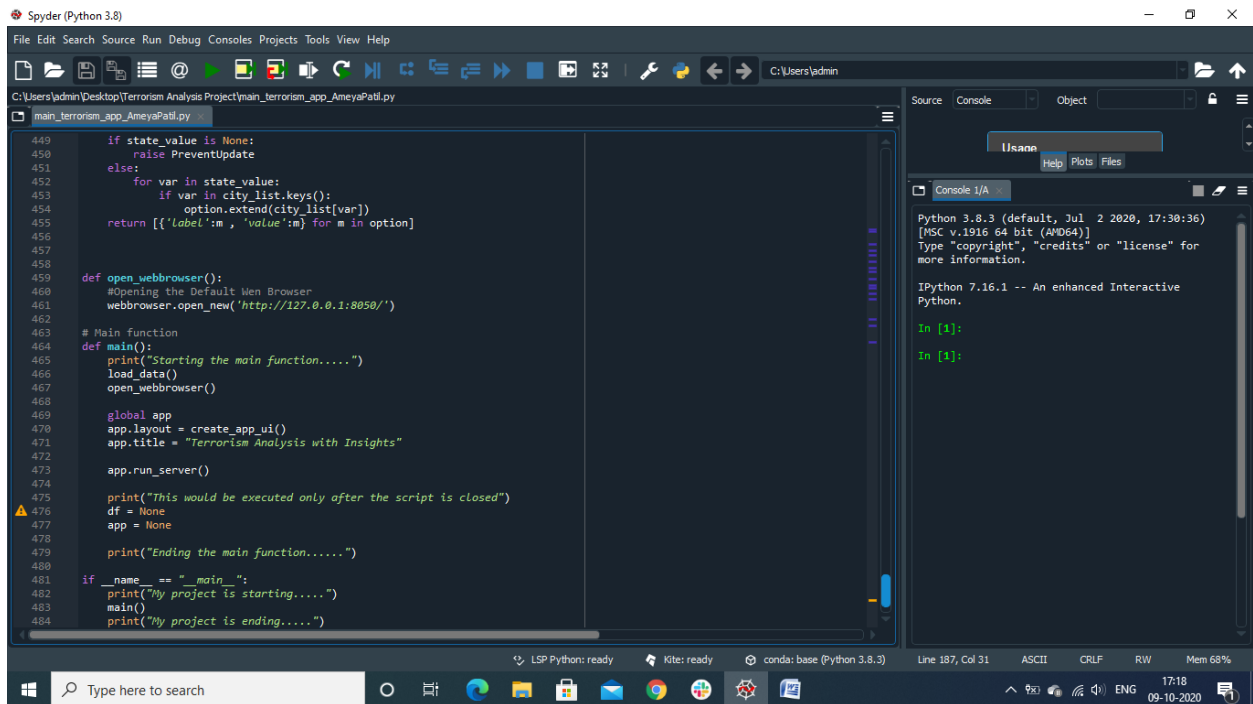 Spyder (Python 3.8)
File Edit Search Source Run Debug Consoles Projects Tools View Help
C:\Users\admin
C:\Users\admin\Desktop\Terrorism Analysis Project\main_terrorism_app_AmeyaPatil.py
main_terrorism_app_AmeyaPatil.py
449 if state_value is None:
450 raise PreventUpdate
451 else:
452 for var in state_value:
453 if var in city_list.keys():
454 option.extend(city_list[var])
455 return [{'label':m , 'value':m} for m in option]
456
457
458
459 def open_webbrowser():
460 #Opening the Default Wen Browser
461 webbrowser.open_new('http://127.0.0.1:8050/')
462
463 # Main function
464 def main():
465 print("Starting the main function.....")
466 load_data()
467 open_webbrowser()
468
469 global app
470 app.layout = create_app_ui()
471 app.title = "Terrorism Analysis with Insights"
472
473 app.run_server()
474
475 print("This would be executed only after the script is closed")
476 df = None
477 app = None
478
479 print("Ending the main function......")
480
481 if __name__ == "__main__":
482 print("My project is starting.....")
483 main()
484 print("My project is ending.....")
Source Console Object
Usage
Help Plots Files
Console 1/A
Python 3.8.3 (default, Jul  2 2020, 17:30:36)
[MSC v.1916 64 bit (AMD64)]
Type "copyright", "credits" or "license" for
more information.
IPython 7.16.1 -- An enhanced Interactive
Python.
In [1]:
In [1]:
LSP Python: ready Kite: ready conda: base (Python 3.8.3) Line 187, Col 31 ASCII CRLF RW Mem 68%
Type here to search
ENG
17:18
09-10-2020
1